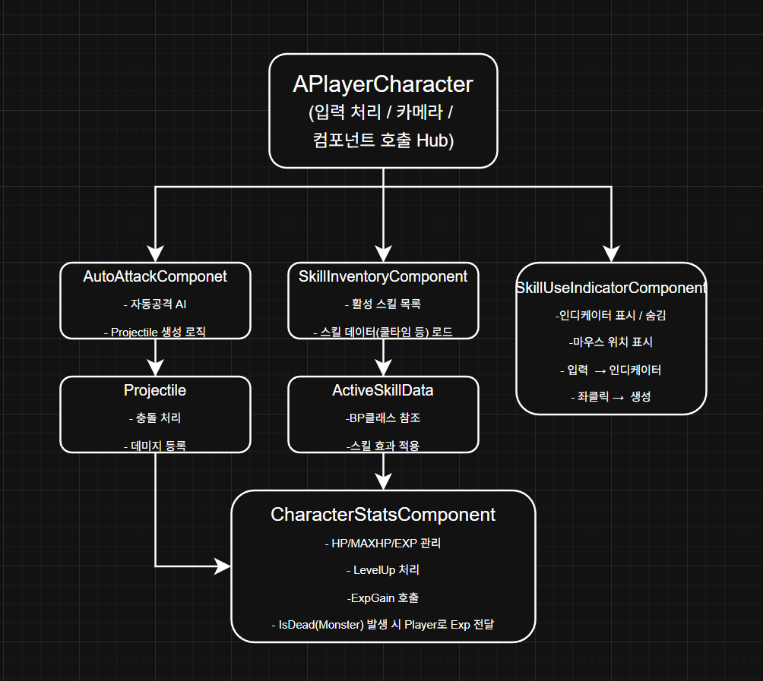 APlayerCharacter
(입력 처리 / 카메라 /
컴포넌트 호출 Hub)
AutoAttackComponet
- 자동공격 AI
- Projectile 생성 로직
SkillInventoryComponent
- 활성 스킬 목록
- 스킬 데이터(쿨타임 등) 로드
SkillUseIndicatorComponent
-인디케이터 표시 / 숨김
-마우스 위치 표시
- 입력 → 인디케이터
- 좌클릭 → 생성
Projectile
- 충돌 처리
- 데미지 등록
ActiveSkillData
-BP클래스 참조
-스킬 효과 적용
CharacterStatsComponent
- HP/MAXHP/EXP 관리
- LevelUp 처리
-ExpGain 호출
- IsDead(Monster) 발생 시 Player로 Exp 전달